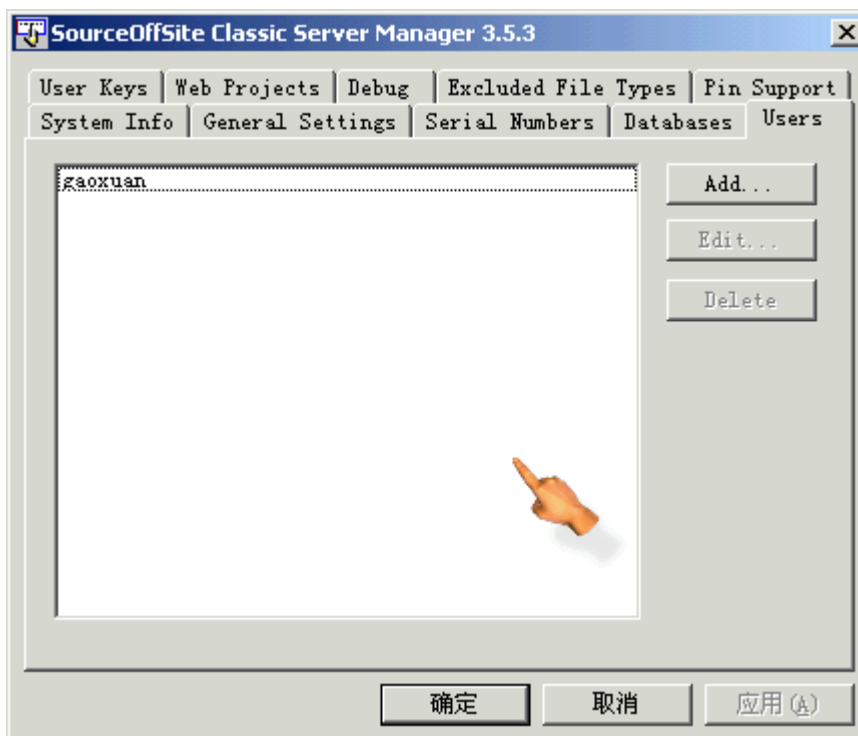 SourceOffSite Classic Server Manager 3.5.3
User Keys Web Projects Debug Excluded File Types Pin Support
System Info General Settings Serial Numbers Databases Users
gaoxuan
Add...
Edit...
Delete
确定 取消 应用(A)